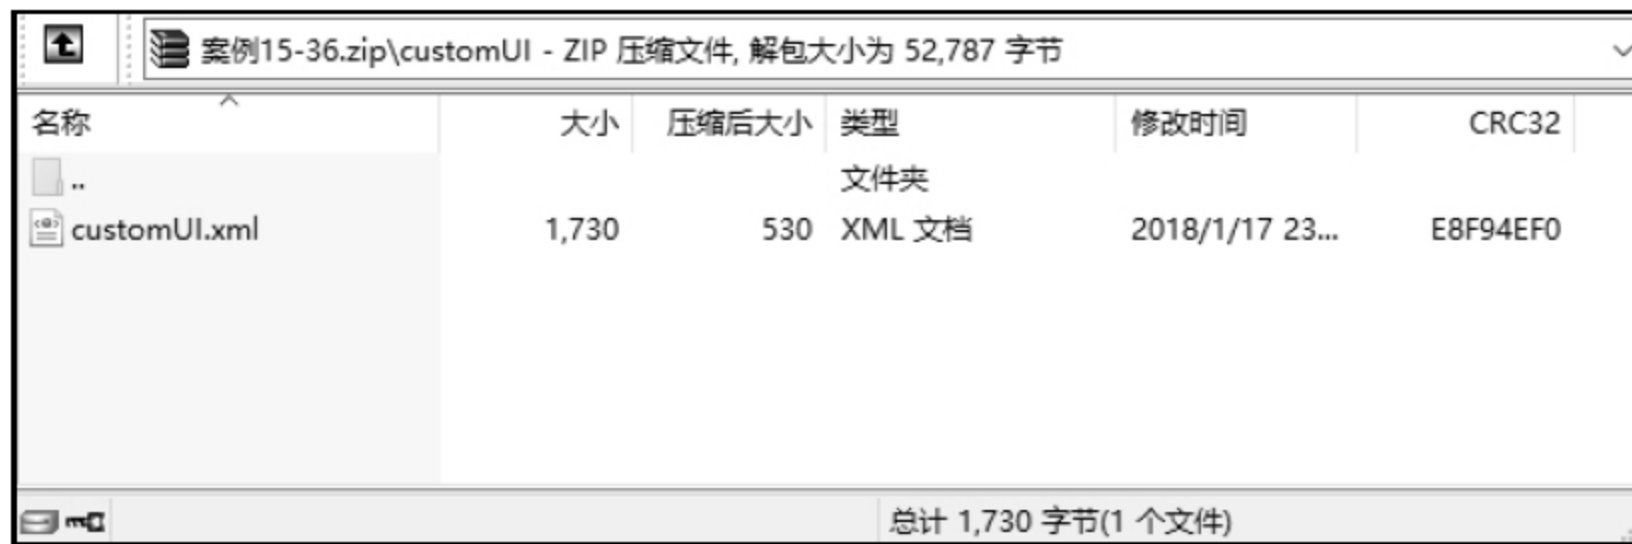 案例15-36.zip\customUI - ZIP 压缩文件, 解包大小为 52,787 字节
名称 大小 压缩后大小 类型 修改时间 CRC32
.. 文件夹
customUI.xml 1,730 530 XML 文档 2018/1/17 23... E8F94EF0
总计 1,730 字节(1 个文件)